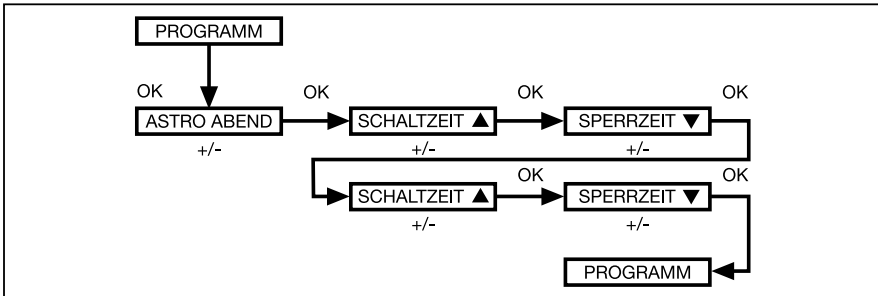 PROGRAMM
OK OK OK OK
ASTRO ABEND SCHALTZEIT ▲ SPERRZEIT ▼
+/- +/- +/-
OK OK
SCHALTZEIT ▲ SPERRZEIT ▼
+/- +/-
PROGRAMM